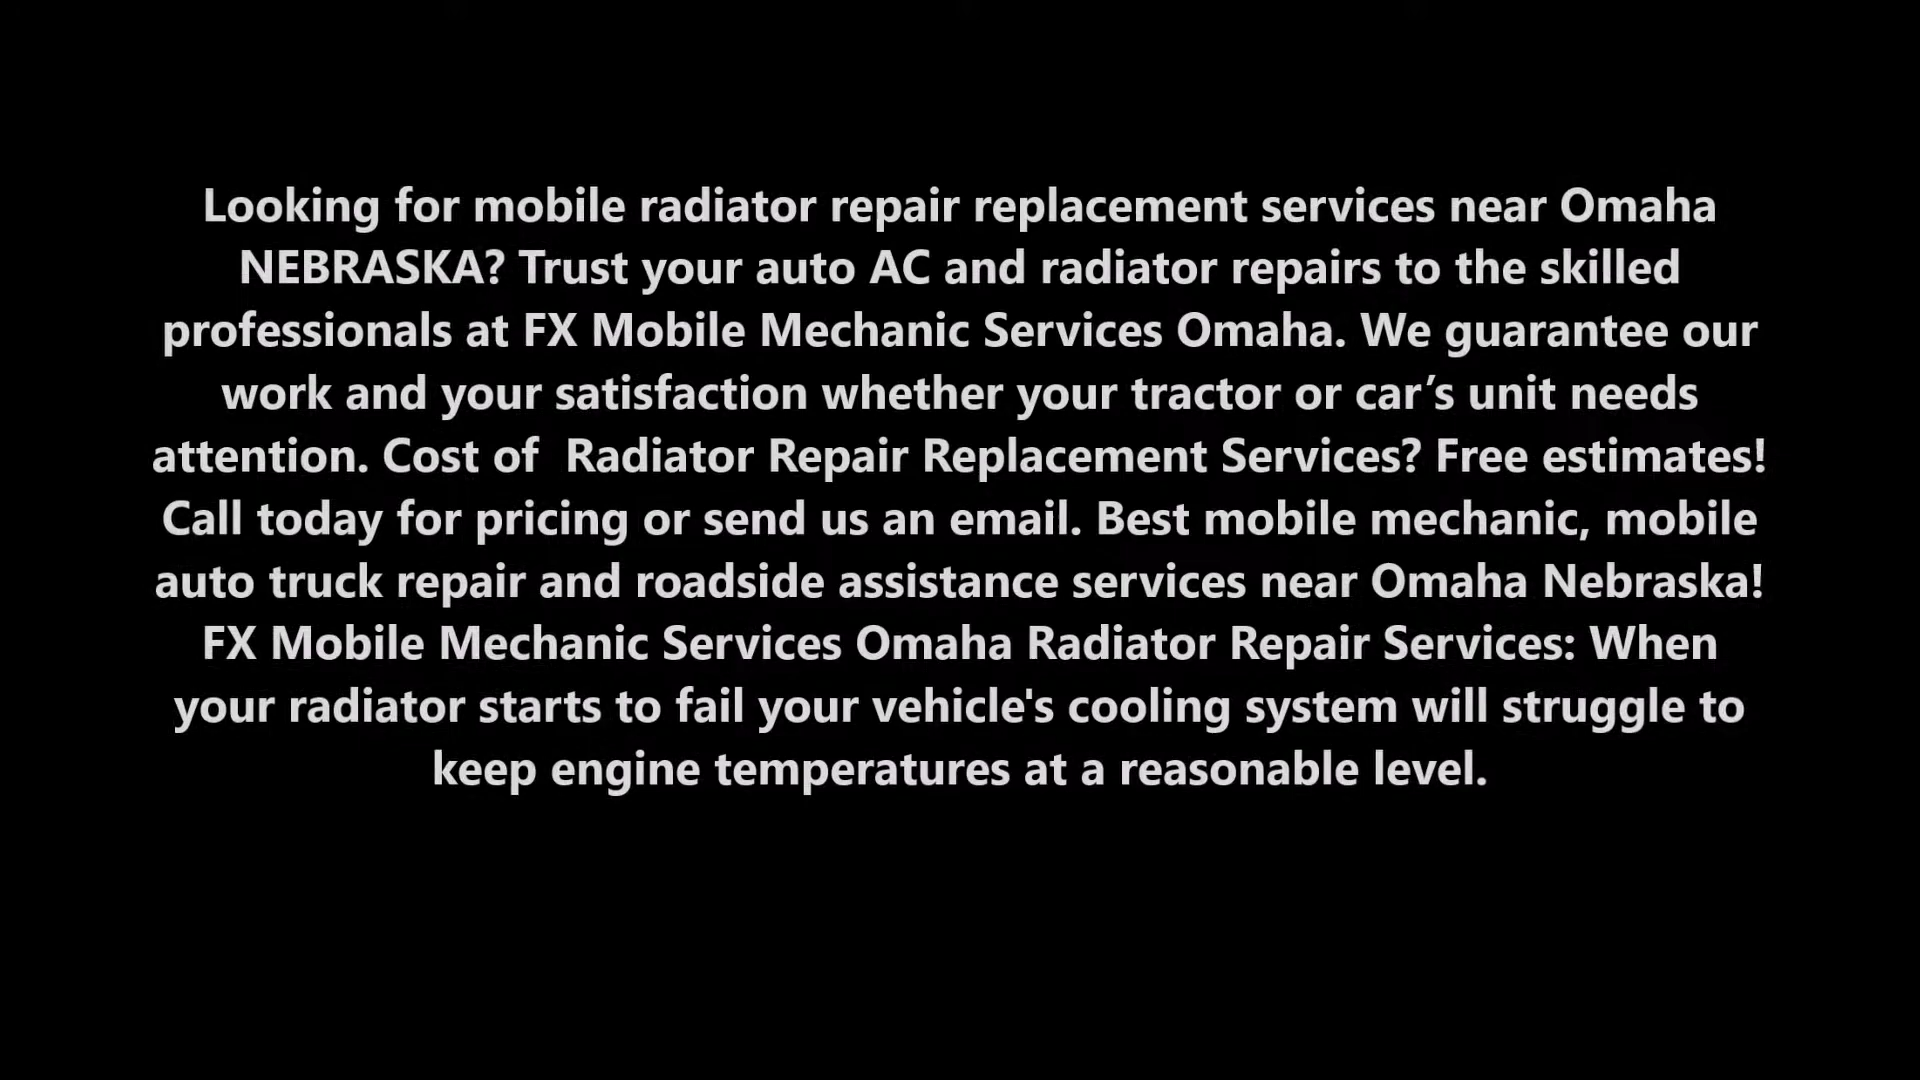 Looking for mobile radiator repair replacement services near Omaha
NEBRASKA? Trust your auto AC and radiator repairs to the skilled
professionals at FX Mobile Mechanic Services Omaha. We guarantee our
work and your satisfaction whether your tractor or car’s unit needs
attention. Cost of  Radiator Repair Replacement Services? Free estimates!
Call today for pricing or send us an email. Best mobile mechanic, mobile
auto truck repair and roadside assistance services near Omaha Nebraska!
FX Mobile Mechanic Services Omaha Radiator Repair Services: When
your radiator starts to fail your vehicle's cooling system will struggle to
keep engine temperatures at a reasonable level.